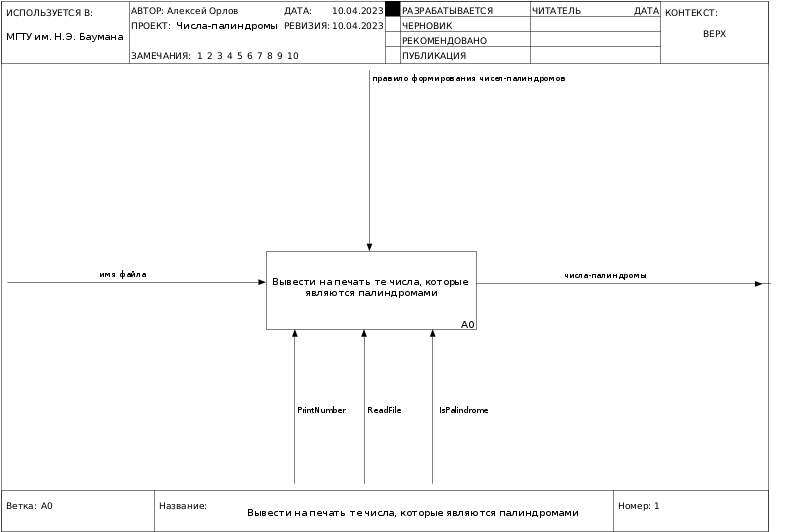 ИСПОЛЬЗУЕТСЯ В:
МГТУ им. Н.Э. Баумана
АВТОР: Алексей Орлов ДАТА: 10.04.2023
ПРОЕКТ: Числа-палиндромы РЕВИЗИЯ: 10.04.2023
ЗАМЕЧАНИЯ: 1 2 3 4 5 6 7 8 9 10
РАЗРАБАТЫВАЕТСЯ
ЧЕРНОВИК
РЕКОМЕНДОВАНО
ПУБЛИКАЦИЯ
ЧИТАТЕЛЬ ДАТА
КОНТЕКСТ:
ВЕРХ
правило формирования чисел-палиндромов
имя файла
Вывести на печать те числа, которые
являются палиндромами
A0
числа-палиндромы
PrintNumber
ReadFile
IsPalindrome
Ветка: A0
Название:
Вывести на печать те числа, которые являются палиндромами
Номер: 1